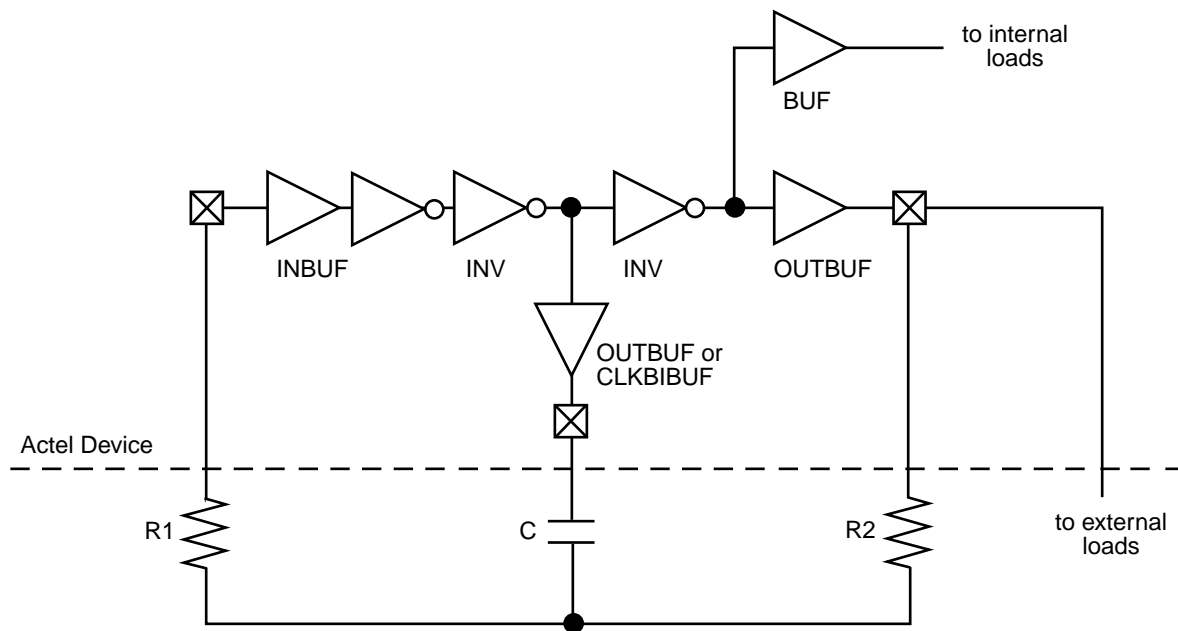 to internal
loads
BUF
INBUF
INV
INV
OUTBUF
OUTBUF or
CLKBIBUF
Actel Device
R1
C
R2
to external
loads